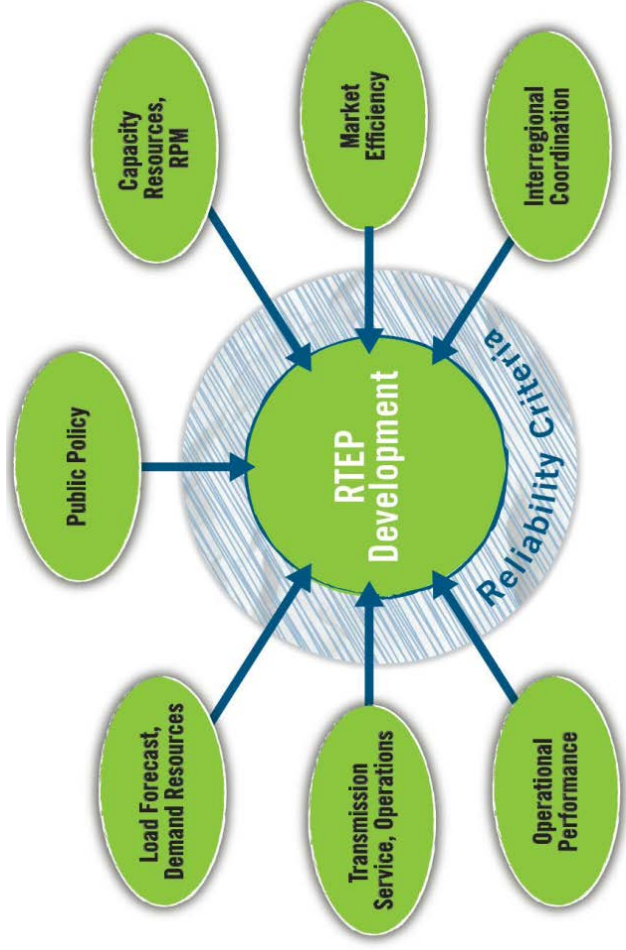 Public Policy
Load Forecast,
Demand Resources
Capacity
Resources,
RPM
Transmission
Service, Operations
RTEP
Development
Market
Efficiency
Operational
Performance
Reliability Criteria
Interregional
Coordination